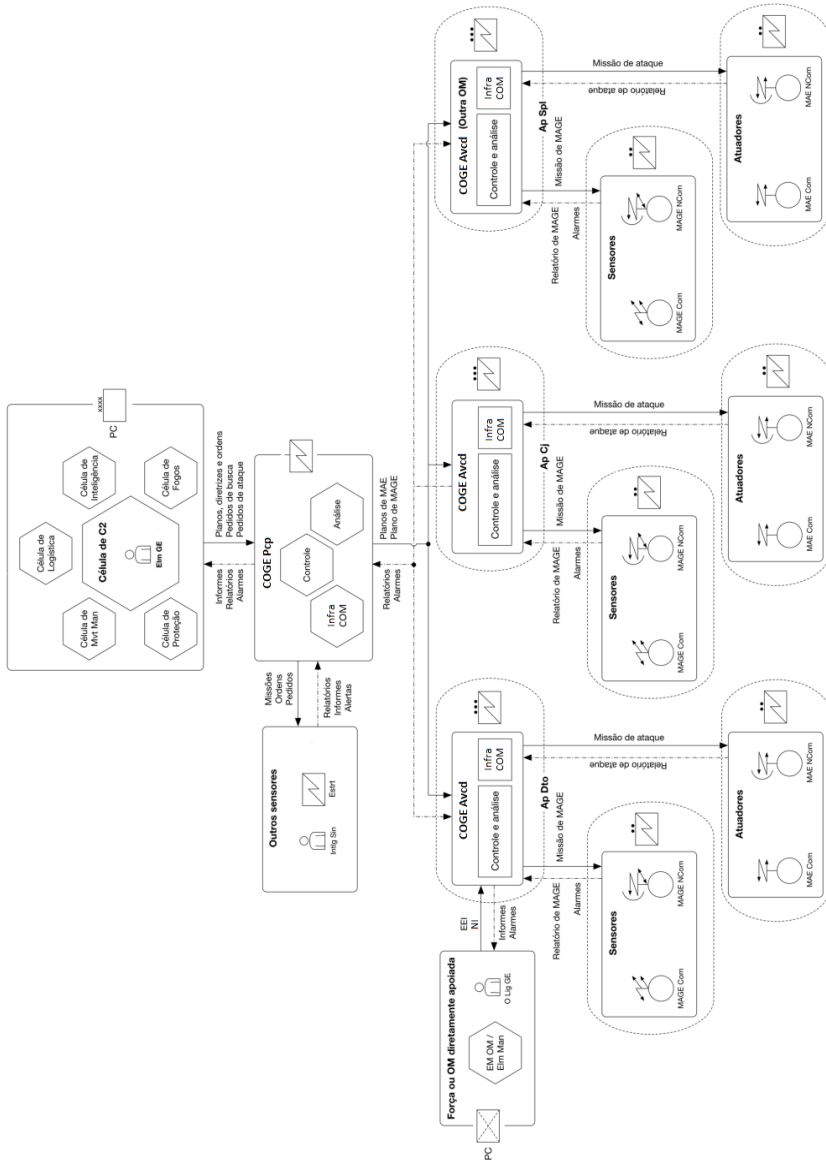 xxxx
PC
Célula de
Logística
Célula de
Mvt Man
Célula de
Inteligência
Célula de C2
Elm GE
Célula de
Proteção
Célula de
Fogos
Informes
Relatórios
Alarmes
Planos, diretrizes e ordens
Pedidos de busca
Pedidos de ataque
Outros sensores
Intlg Sin
Estrt
Missões
Ordens
Pedidos
Relatórios
Informes
Alertas
COGE Pcp
Controle
Análise
Infra
COM
Relatórios
Alarmes
Planos de MAE
Plano de MAGE
PC
Força ou OM diretamente apoiada
EM OM /
Elm Man
O Lig GE
EEI
NI
Informes
Alarmes
COGE Avcd
Controle e análise
Infra
COM
Ap Dto
Relatório de MAGE
Alarmes
Missão de MAGE
Relatório de ataque
Missão de ataque
Sensores
MAGE Com
MAGE NCom
Atuadores
MAE Com
MAE NCom
COGE Avcd
Controle e análise
Infra
COM
Ap Cj
Relatório de MAGE
Alarmes
Missão de MAGE
Relatório de ataque
Missão de ataque
Sensores
MAGE Com
MAGE NCom
Atuadores
MAE Com
MAE NCom
COGE Avcd (Outra OM)
Controle e análise
Infra
COM
Ap Spl
Relatório de MAGE
Alarmes
Missão de MAGE
Relatório de ataque
Missão de ataque
Sensores
MAGE Com
MAGE NCom
Atuadores
MAE Com
MAE NCom